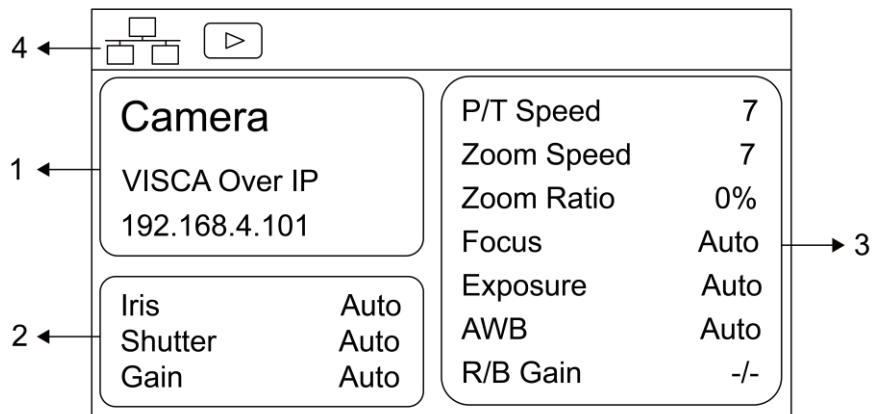 4
Camera
VISCA Over IP
192.168.4.101
1
Iris Auto
Shutter Auto
Gain Auto
2
P/T Speed 7
Zoom Speed 7
Zoom Ratio 0%
Focus Auto
Exposure Auto
AWB Auto
R/B Gain -/-
3